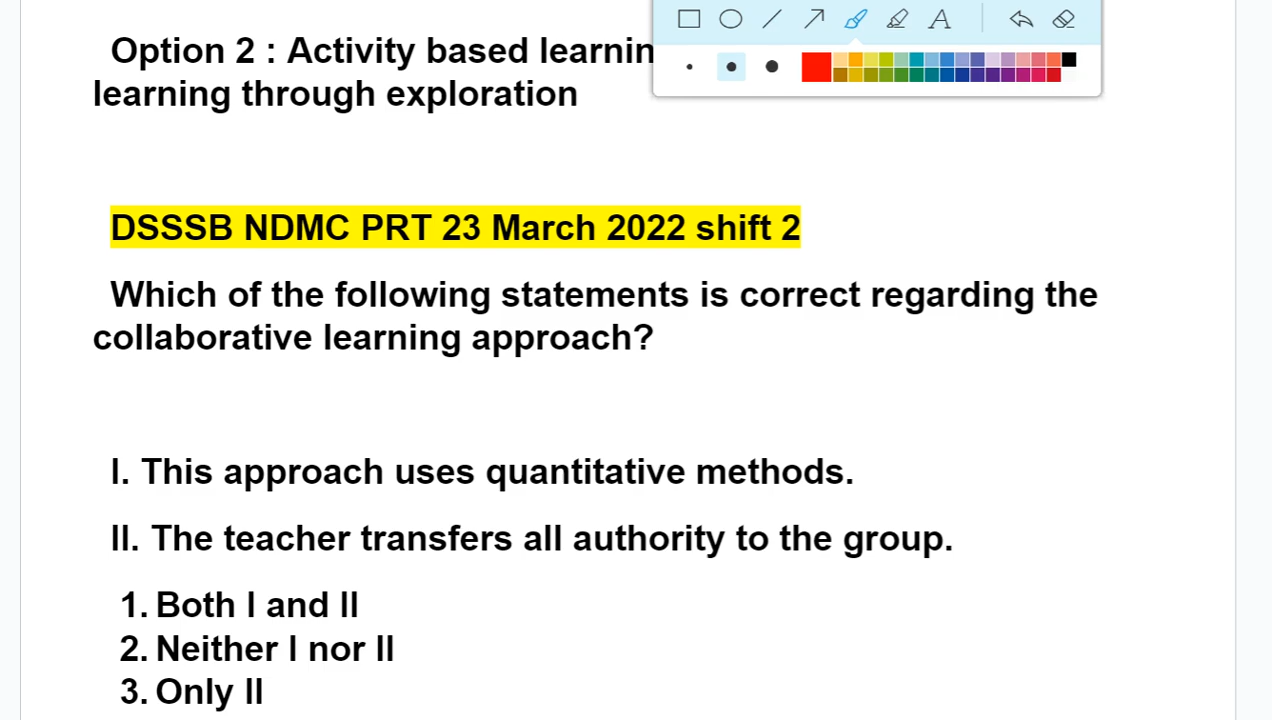 Option 2 : Activity based learnin
learning through exploration
DSSSB NDMC PRT 23 March 2022 shift 2
Which of the following statements is correct regarding the
collaborative learning approach?
I. This approach uses quantitative methods.
II. The teacher transfers all authority to the group.
1. Both I and II
2. Neither I nor II
3. Only II